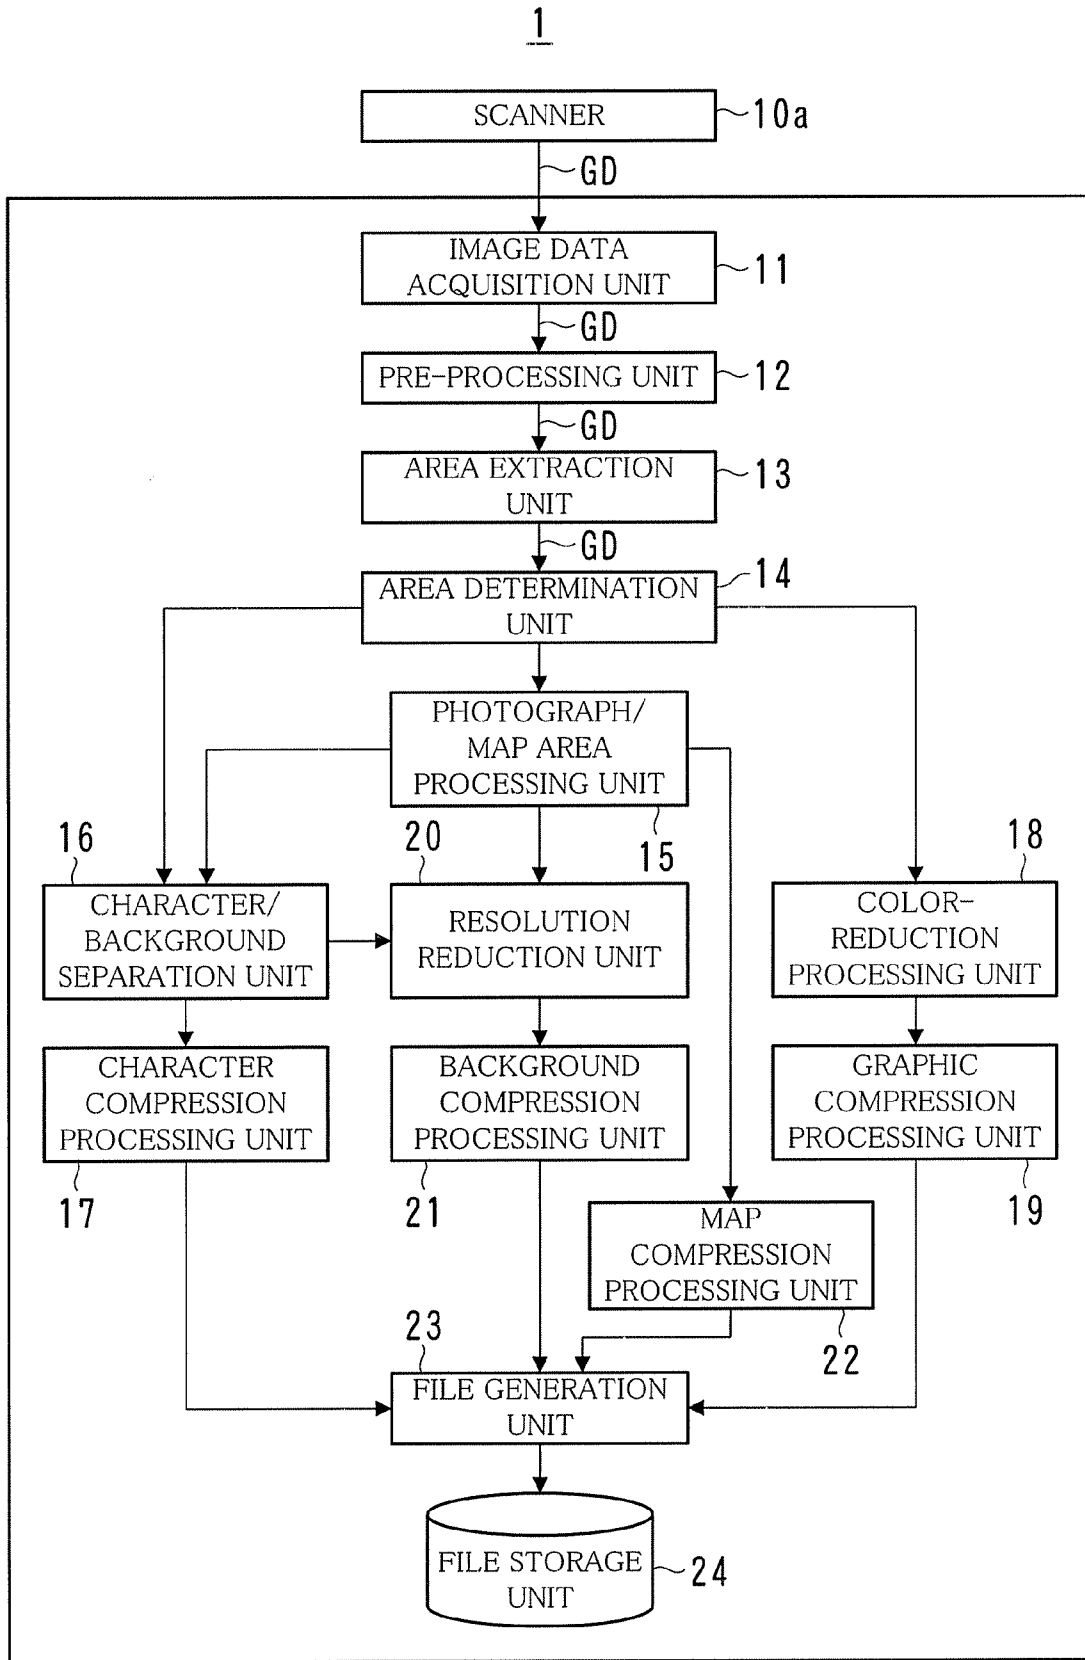 1
SCANNER
10a
GD
IMAGE DATA
ACQUISITION UNIT
11
GD
PRE-PROCESSING UNIT
12
GD
AREA EXTRACTION
UNIT
13
GD
AREA DETERMINATION
UNIT
14
PHOTOGRAPH/
MAP AREA
PROCESSING UNIT
15
16
CHARACTER/
BACKGROUND
SEPARATION UNIT
20
RESOLUTION
REDUCTION UNIT
18
COLOR-
REDUCTION
PROCESSING UNIT
CHARACTER
COMPRESSION
PROCESSING UNIT
17
BACKGROUND
COMPRESSION
PROCESSING UNIT
21
GRAPHIC
COMPRESSION
PROCESSING UNIT
19
MAP
COMPRESSION
PROCESSING UNIT
22
23
FILE GENERATION
UNIT
FILE STORAGE
UNIT
24